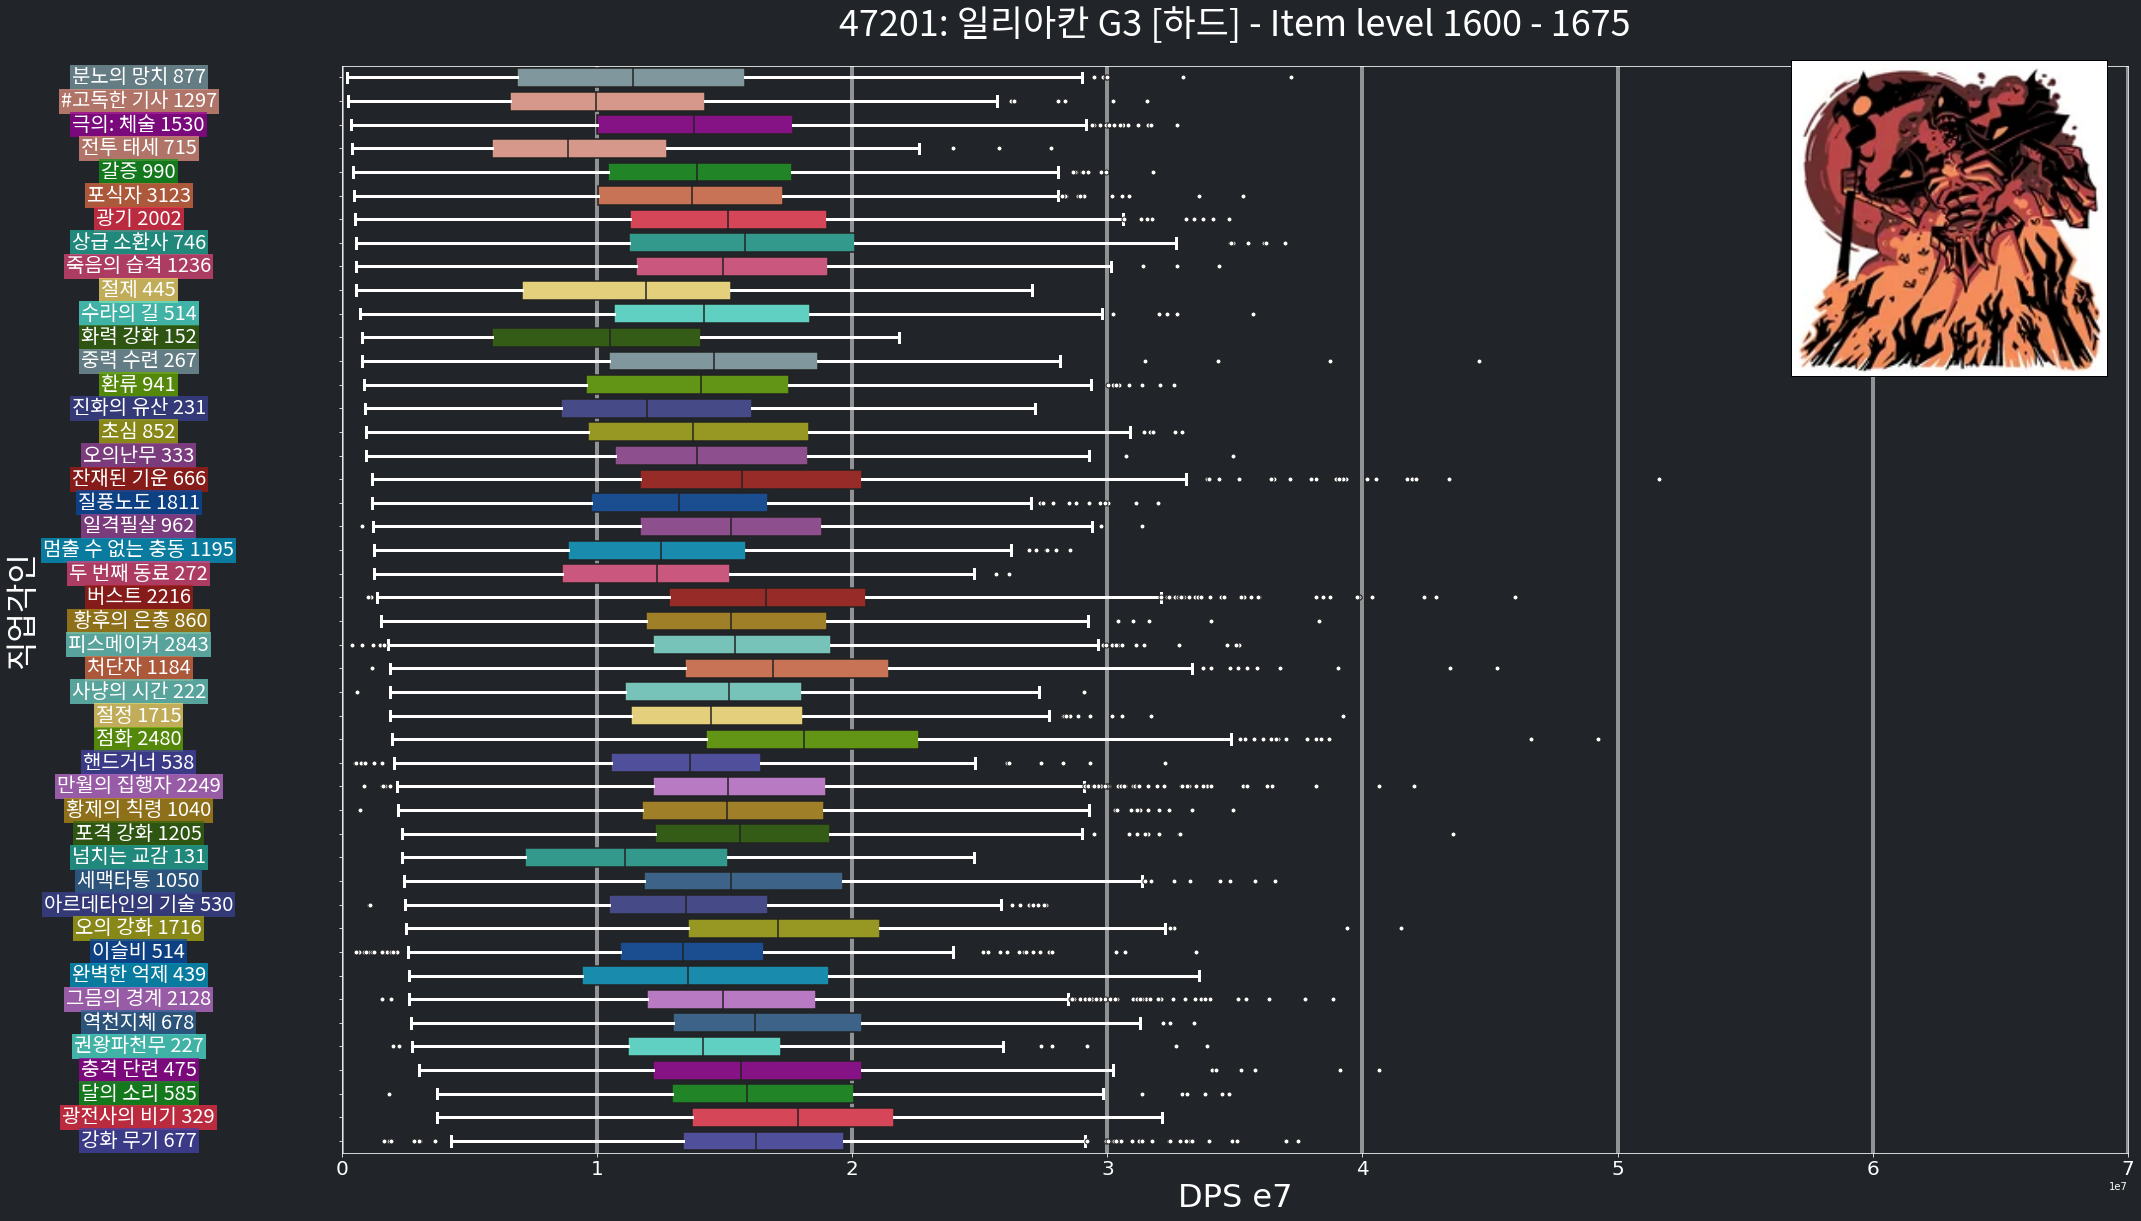 47201: 일리아칸 G3 [하드] - Item level 1600 - 1675
분노의 망치 877
#고독한 기사 1297
극의: 체술 1530
전투 태세 715
갈증 990
포식자 3123
광기 2002
상급 소환사 746
죽음의 습격 1236
절제 445
수라의 길 514
화력 강화 152
중력 수련 267
환류 941
진화의 유산 231
초심 852
오의난무 333
잔재된 기운 666
질풍노도 1811
일격필살 962
멈출 수 없는 충동 1195
두 번째 동료 272
버스트 2216
황후의 은총 860
피스메이커 2843
처단자 1184
사냥의 시간 222
절정 1715
점화 2480
핸드거너 538
만월의 집행자 2249
황제의 칙령 1040
포격 강화 1205
넘치는 교감 131
세맥타통 1050
아르데타인의 기술 530
오의 강화 1716
이슬비 514
완벽한 억제 439
그믐의 경계 2128
역천지체 678
권왕파천무 227
충격 단련 475
달의 소리 585
광전사의 비기 329
강화 무기 677
직업각인
0 1 2 3 4 5 6 7
1e7
DPS e7